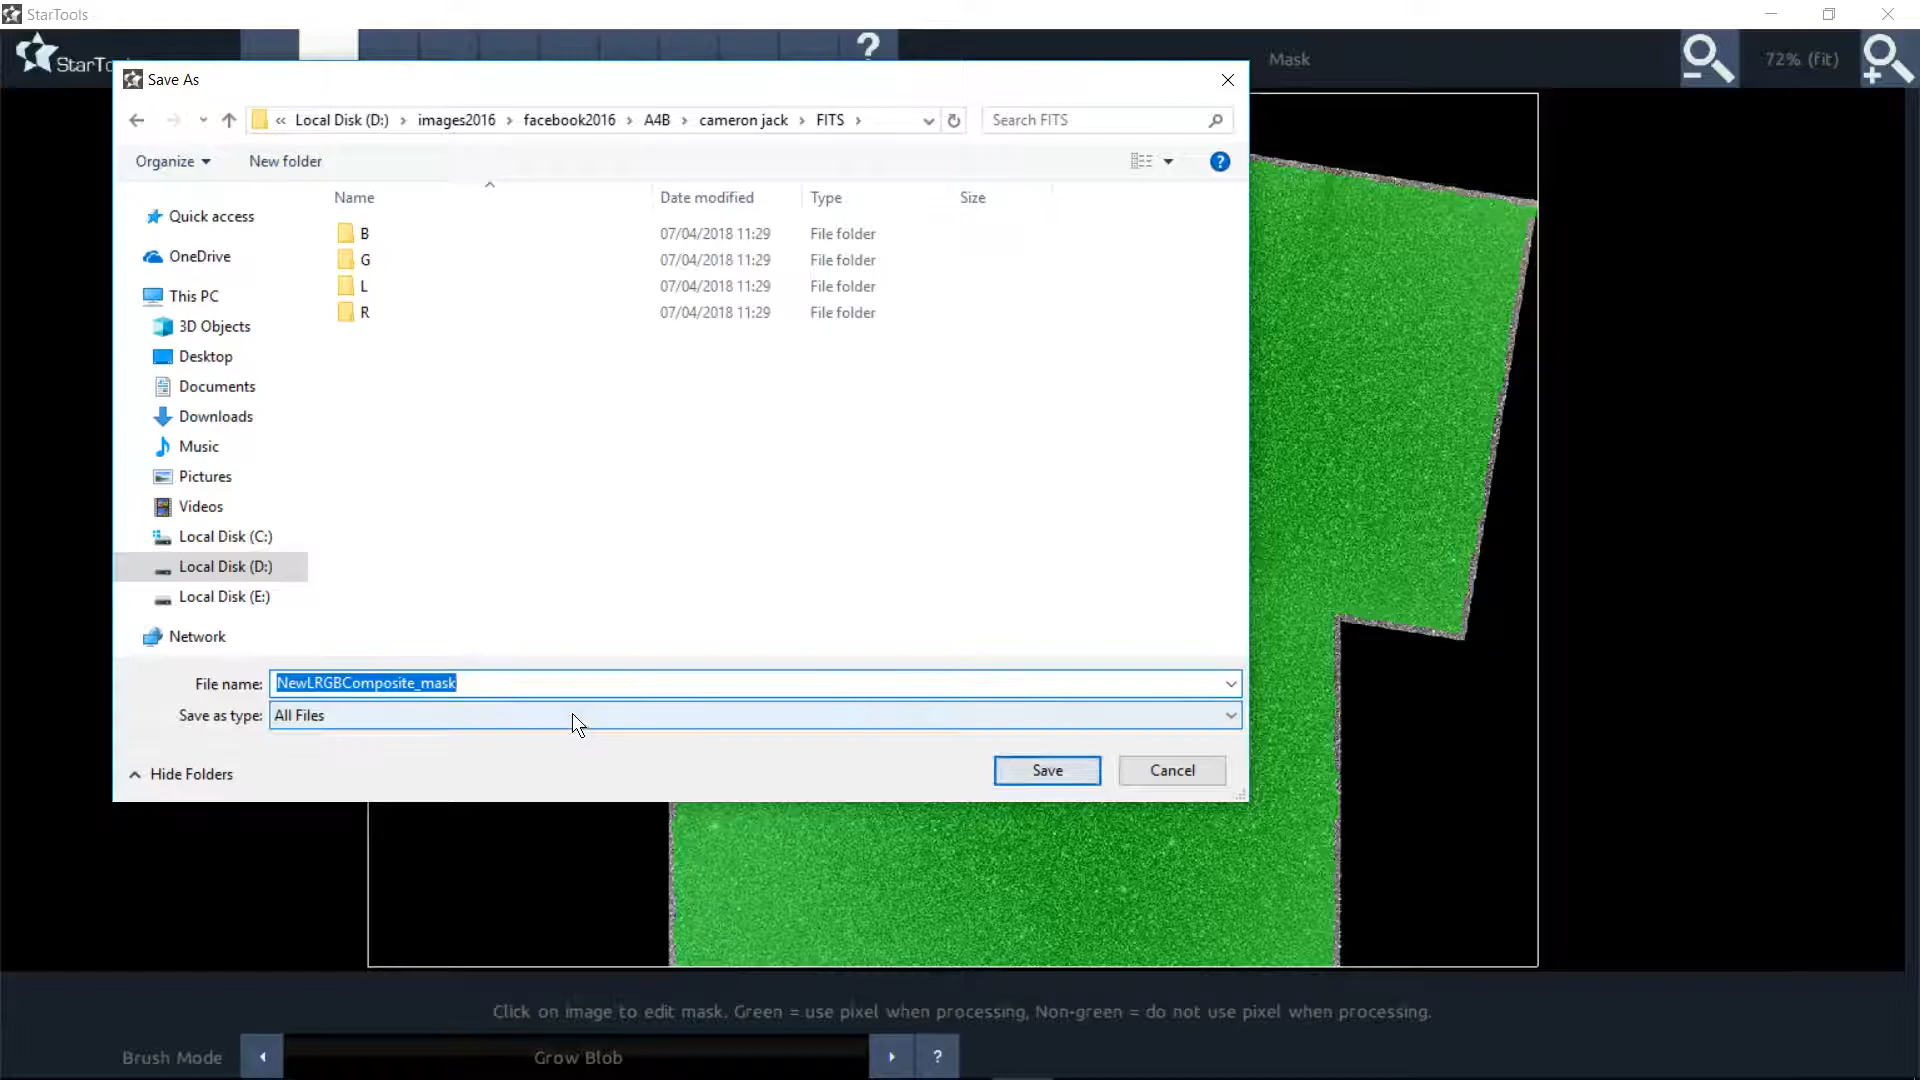 StarTools
StarTo
?
Mask
72% (Fit)
Save As
« Local Disk (D:) › images2016 › facebook2016 › A4B › cameron jack › FITS ›
Search FITS
Organize
New folder
?
Name
Date modified
Type
Size
B 07/04/2018 11:29 File folder
G 07/04/2018 11:29 File folder
L 07/04/2018 11:29 File folder
R 07/04/2018 11:29 File folder
Quick access
OneDrive
This PC
3D Objects
Desktop
Documents
Downloads
Music
Pictures
Videos
Local Disk (C:)
Local Disk (D:)
Local Disk (E:)
Network
File name: NewLRGBComposite_mask
Save as type: All Files
Hide Folders
Save
Cancel
Click on image to edit mask. Green = use pixel when processing, Non-green = do not use pixel when processing.
Brush Mode
Grow Blob
?